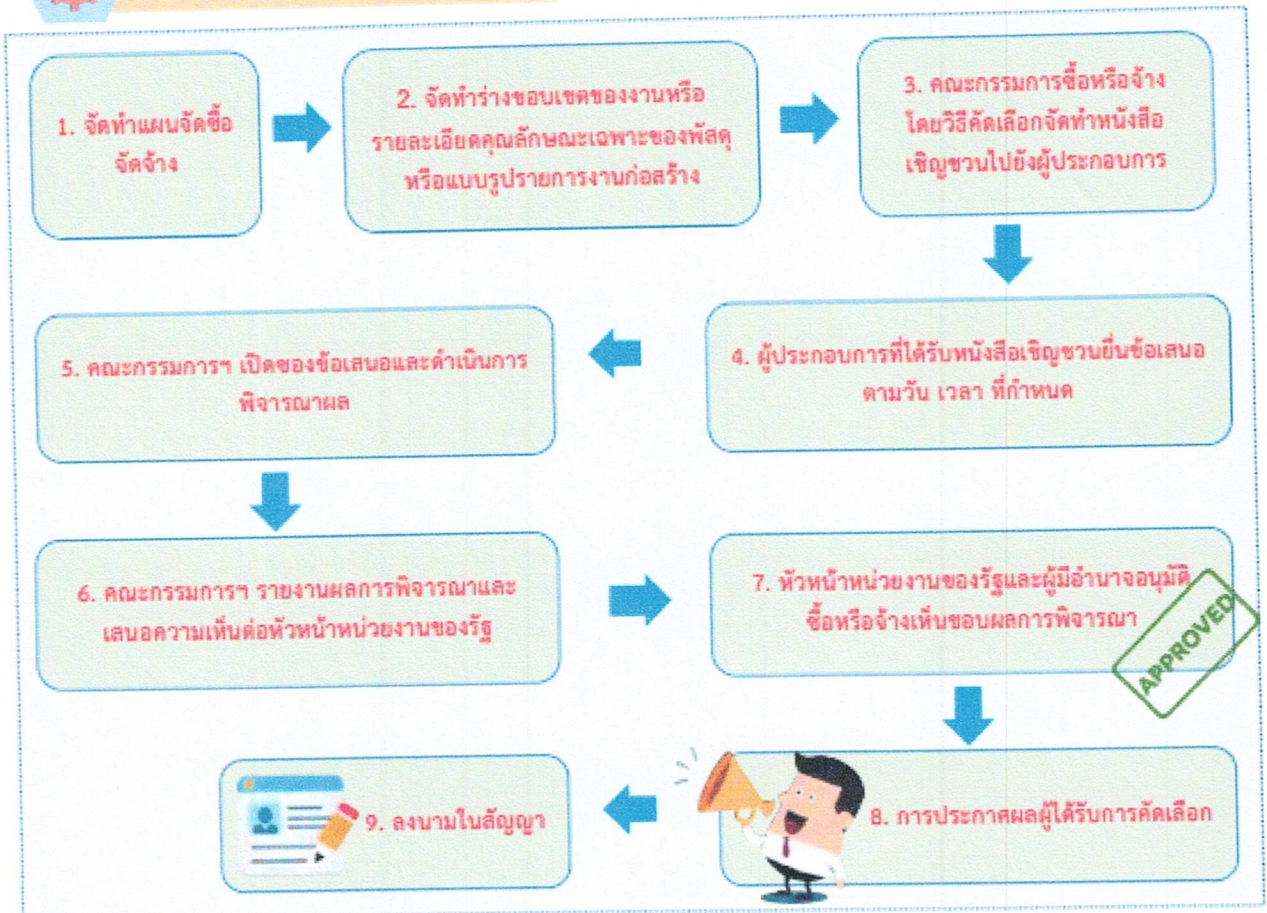 1. จัดทำแผนจัดซื้อ
จัดจ้าง
2. จัดทำร่างขอบเขตของงานหรือ
รายละเอียดคุณลักษณะเฉพาะของพัสดุ
หรือแบบรูปรายการงานก่อสร้าง
3. คณะกรรมการซื้อหรือจ้าง
โดยวิธีคัดเลือกจัดทำหนังสือ
เชิญชวนไปยังผู้ประกอบการ
4. ผู้ประกอบการที่ได้รับหนังสือเชิญชวนยื่นข้อเสนอ
ตามวัน เวลา ที่กำหนด
5. คณะกรรมการฯ เปิดซองข้อเสนอและดำเนินการ
พิจารณาผล
6. คณะกรรมการฯ รายงานผลการพิจารณาและ
เสนอความเห็นต่อหัวหน้าหน่วยงานของรัฐ
7. หัวหน้าหน่วยงานของรัฐและผู้มีอำนาจอนุมัติ
ซื้อหรือจ้างเห็นชอบผลการพิจารณา
APPROVED
8. การประกาศผลผู้ได้รับการคัดเลือก
9. ลงนามในสัญญา